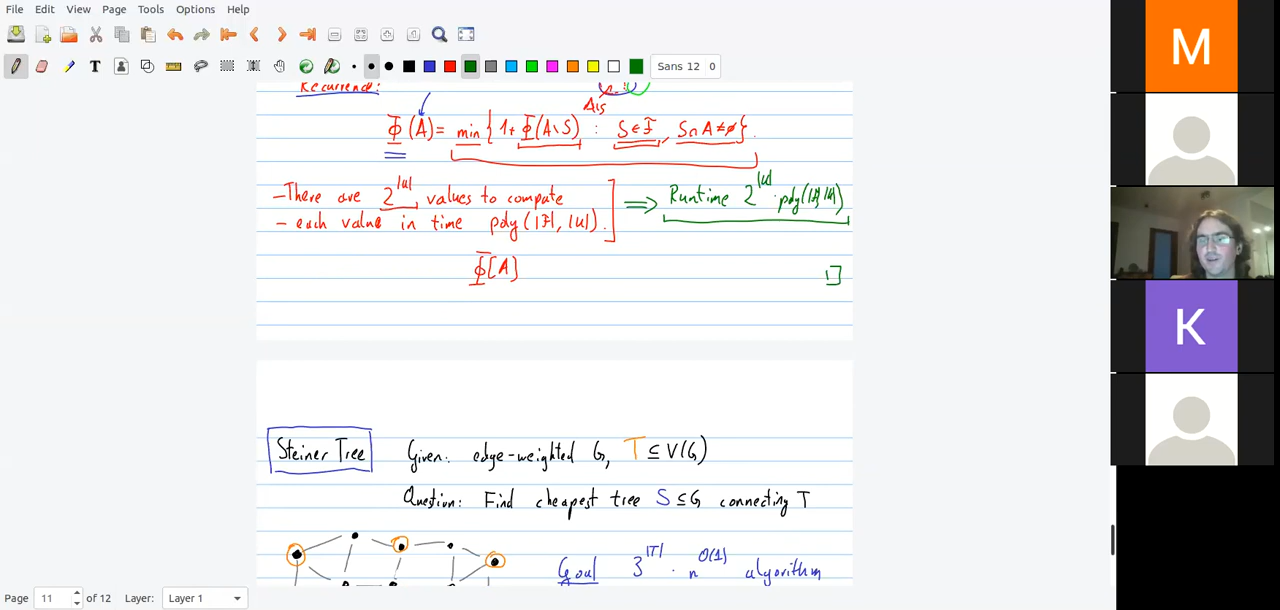 File Edit View Page Tools Options Help
Sans 12 0
Recurrence:
A\S
Φ(A) = min { 1 + Φ(A\S) : S ∈ F, S ∩ A ≠ ∅ }.
- There are 2^|U| values to compute
- each value in time poly(|F|, |U|).
⟹ Runtime 2^|U| · poly(|F|, |U|)
Φ[A]
Steiner Tree Given: edge-weighted G, T ⊆ V(G)
Question: Find cheapest tree S ⊆ G connecting T
Goal 3^|T| · n^O(1) algorithm
Page 11 of 12 Layer: Layer 1
M
K